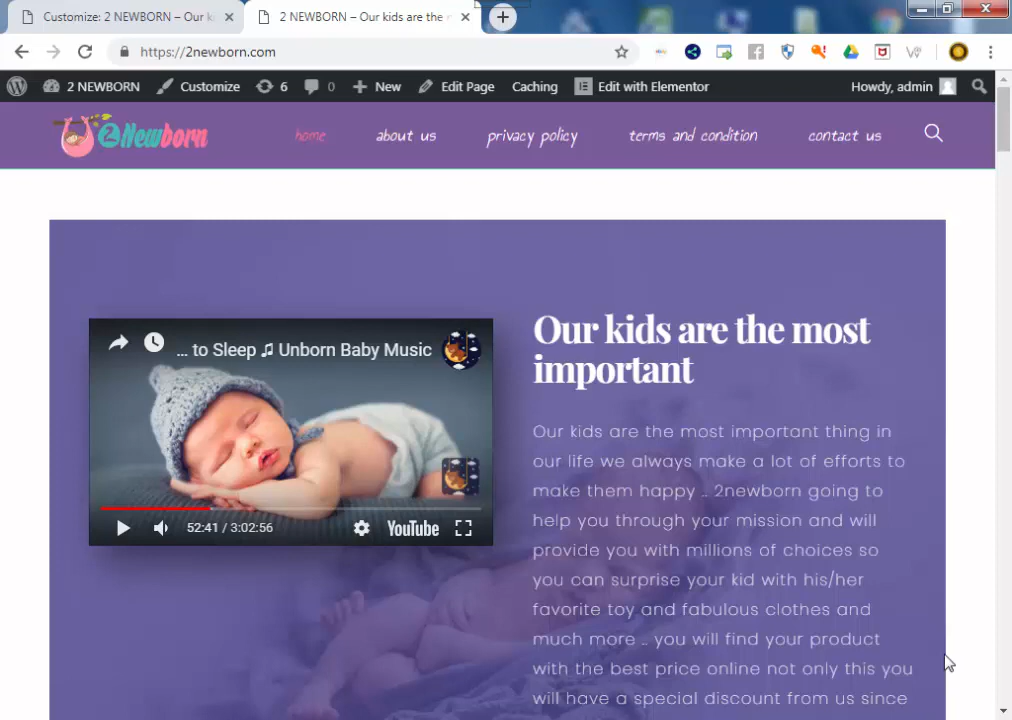 Customize: 2 NEWBORN – Our ki
2 NEWBORN – Our kids are the m
https://2newborn.com
2 NEWBORN Customize 6 0 New Edit Page Caching Edit with Elementor Howdy, admin
2 Newborn home about us privacy policy terms and condition contact us
... to Sleep ♫ Unborn Baby Music
52:41 / 3:02:56 YouTube
Our kids are the most
important
Our kids are the most important thing in
our life we always make a lot of efforts to
make them happy .. 2newborn going to
help you through your mission and will
provide you with millions of choices so
you can surprise your kid with his/her
favorite toy and fabulous clothes and
much more .. you will find your product
with the best price online not only this you
will have a special discount from us since